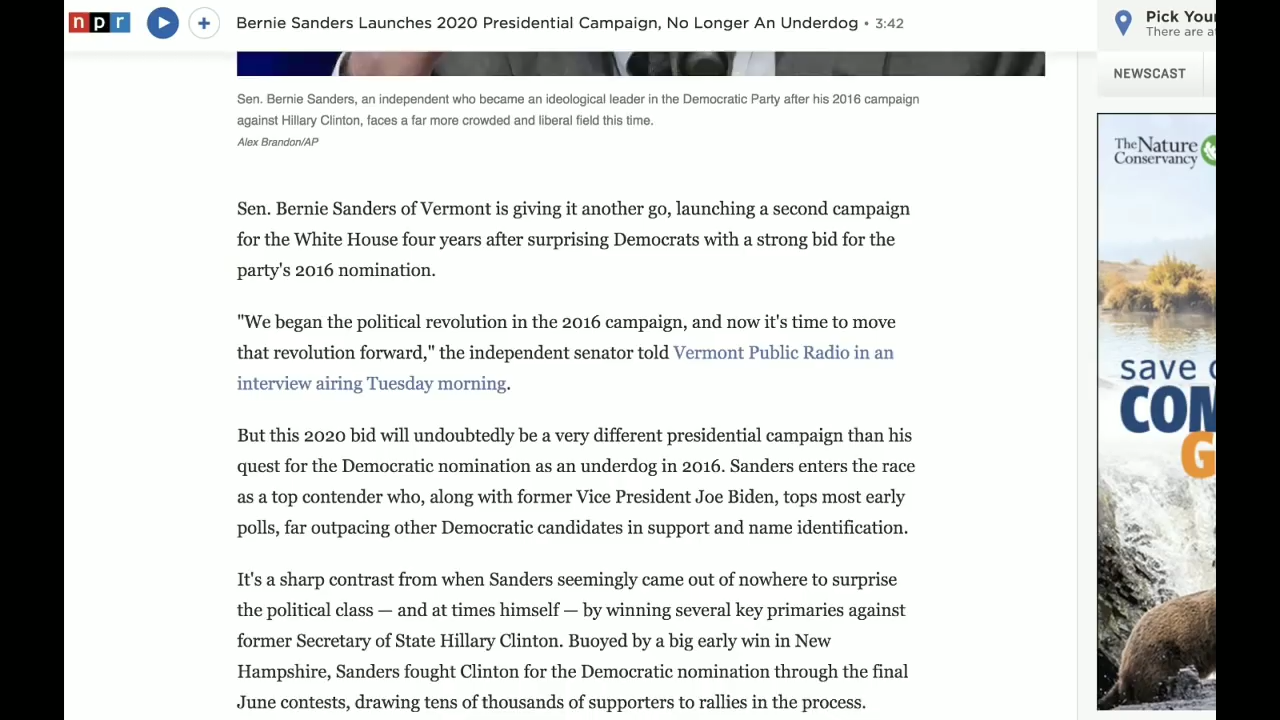 npr
Bernie Sanders Launches 2020 Presidential Campaign, No Longer An Underdog • 3:42
Pick Your
There are
NEWSCAST
Sen. Bernie Sanders, an independent who became an ideological leader in the Democratic Party after his 2016 campaign
against Hillary Clinton, faces a far more crowded and liberal field this time.
Alex Brandon/AP
Sen. Bernie Sanders of Vermont is giving it another go, launching a second campaign
for the White House four years after surprising Democrats with a strong bid for the
party's 2016 nomination.
"We began the political revolution in the 2016 campaign, and now it's time to move
that revolution forward," the independent senator told Vermont Public Radio in an
interview airing Tuesday morning.
But this 2020 bid will undoubtedly be a very different presidential campaign than his
quest for the Democratic nomination as an underdog in 2016. Sanders enters the race
as a top contender who, along with former Vice President Joe Biden, tops most early
polls, far outpacing other Democratic candidates in support and name identification.
It's a sharp contrast from when Sanders seemingly came out of nowhere to surprise
the political class — and at times himself — by winning several key primaries against
former Secretary of State Hillary Clinton. Buoyed by a big early win in New
Hampshire, Sanders fought Clinton for the Democratic nomination through the final
June contests, drawing tens of thousands of supporters to rallies in the process.
The Nature
Conservancy
save
COM
G